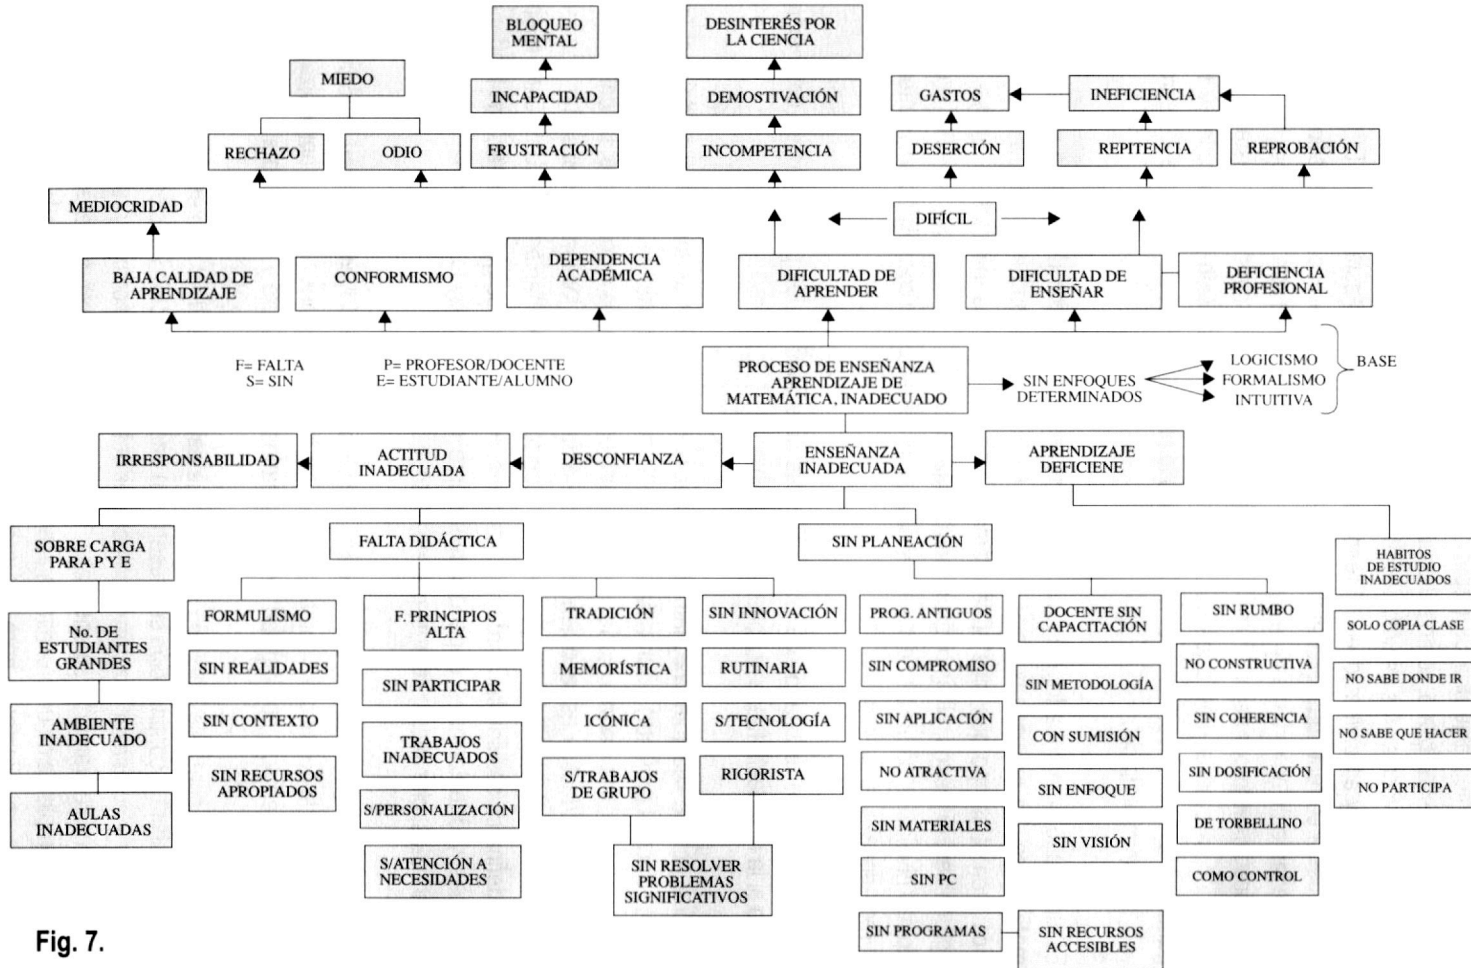 BLOQUEO
MENTAL
DESINTERÉS POR
LA CIENCIA
MIEDO
INCAPACIDAD
DEMOSTIVACIÓN
GASTOS
INEFICIENCIA
RECHAZO
ODIO
FRUSTRACIÓN
INCOMPETENCIA
DESERCIÓN
REPITENCIA
REPROBACIÓN
MEDIOCRIDAD
DIFÍCIL
BAJA CALIDAD DE
APRENDIZAJE
CONFORMISMO
DEPENDENCIA
ACADÉMICA
DIFICULTAD DE
APRENDER
DIFICULTAD DE
ENSEÑAR
DEFICIENCIA
PROFESIONAL
F= FALTA
S= SIN
P= PROFESOR/DOCENTE
E= ESTUDIANTE/ALUMNO
PROCESO DE ENSEÑANZA
APRENDIZAJE DE
MATEMÁTICA, INADECUADO
SIN ENFOQUES
DETERMINADOS
LOGICISMO
FORMALISMO
INTUITIVA
BASE
IRRESPONSABILIDAD
ACTITUD
INADECUADA
DESCONFIANZA
ENSEÑANZA
INADECUADA
APRENDIZAJE
DEFICIENE
SOBRE CARGA
PARA P Y E
FALTA DIDÁCTICA
SIN PLANEACIÓN
HABITOS
DE ESTUDIO
INADECUADOS
No. DE
ESTUDIANTES
GRANDES
AMBIENTE
INADECUADO
AULAS
INADECUADAS
FORMULISMO
SIN REALIDADES
SIN CONTEXTO
SIN RECURSOS
APROPIADOS
F. PRINCIPIOS
ALTA
SIN PARTICIPAR
TRABAJOS
INADECUADOS
S/PERSONALIZACIÓN
S/ATENCIÓN A
NECESIDADES
TRADICIÓN
MEMORÍSTICA
ICÓNICA
S/TRABAJOS
DE GRUPO
SIN INNOVACIÓN
RUTINARIA
S/TECNOLOGÍA
RIGORISTA
SIN RESOLVER
PROBLEMAS
SIGNIFICATIVOS
PROG. ANTIGUOS
SIN COMPROMISO
SIN APLICACIÓN
NO ATRACTIVA
SIN MATERIALES
SIN PC
SIN PROGRAMAS
DOCENTE SIN
CAPACITACIÓN
SIN METODOLOGÍA
CON SUMISIÓN
SIN ENFOQUE
SIN VISIÓN
SIN RECURSOS
ACCESIBLES
SIN RUMBO
NO CONSTRUCTIVA
SIN COHERENCIA
SIN DOSIFICACIÓN
DE TORBELLINO
COMO CONTROL
SOLO COPIA CLASE
NO SABE DONDE IR
NO SABE QUE HACER
NO PARTICIPA
Fig. 7.